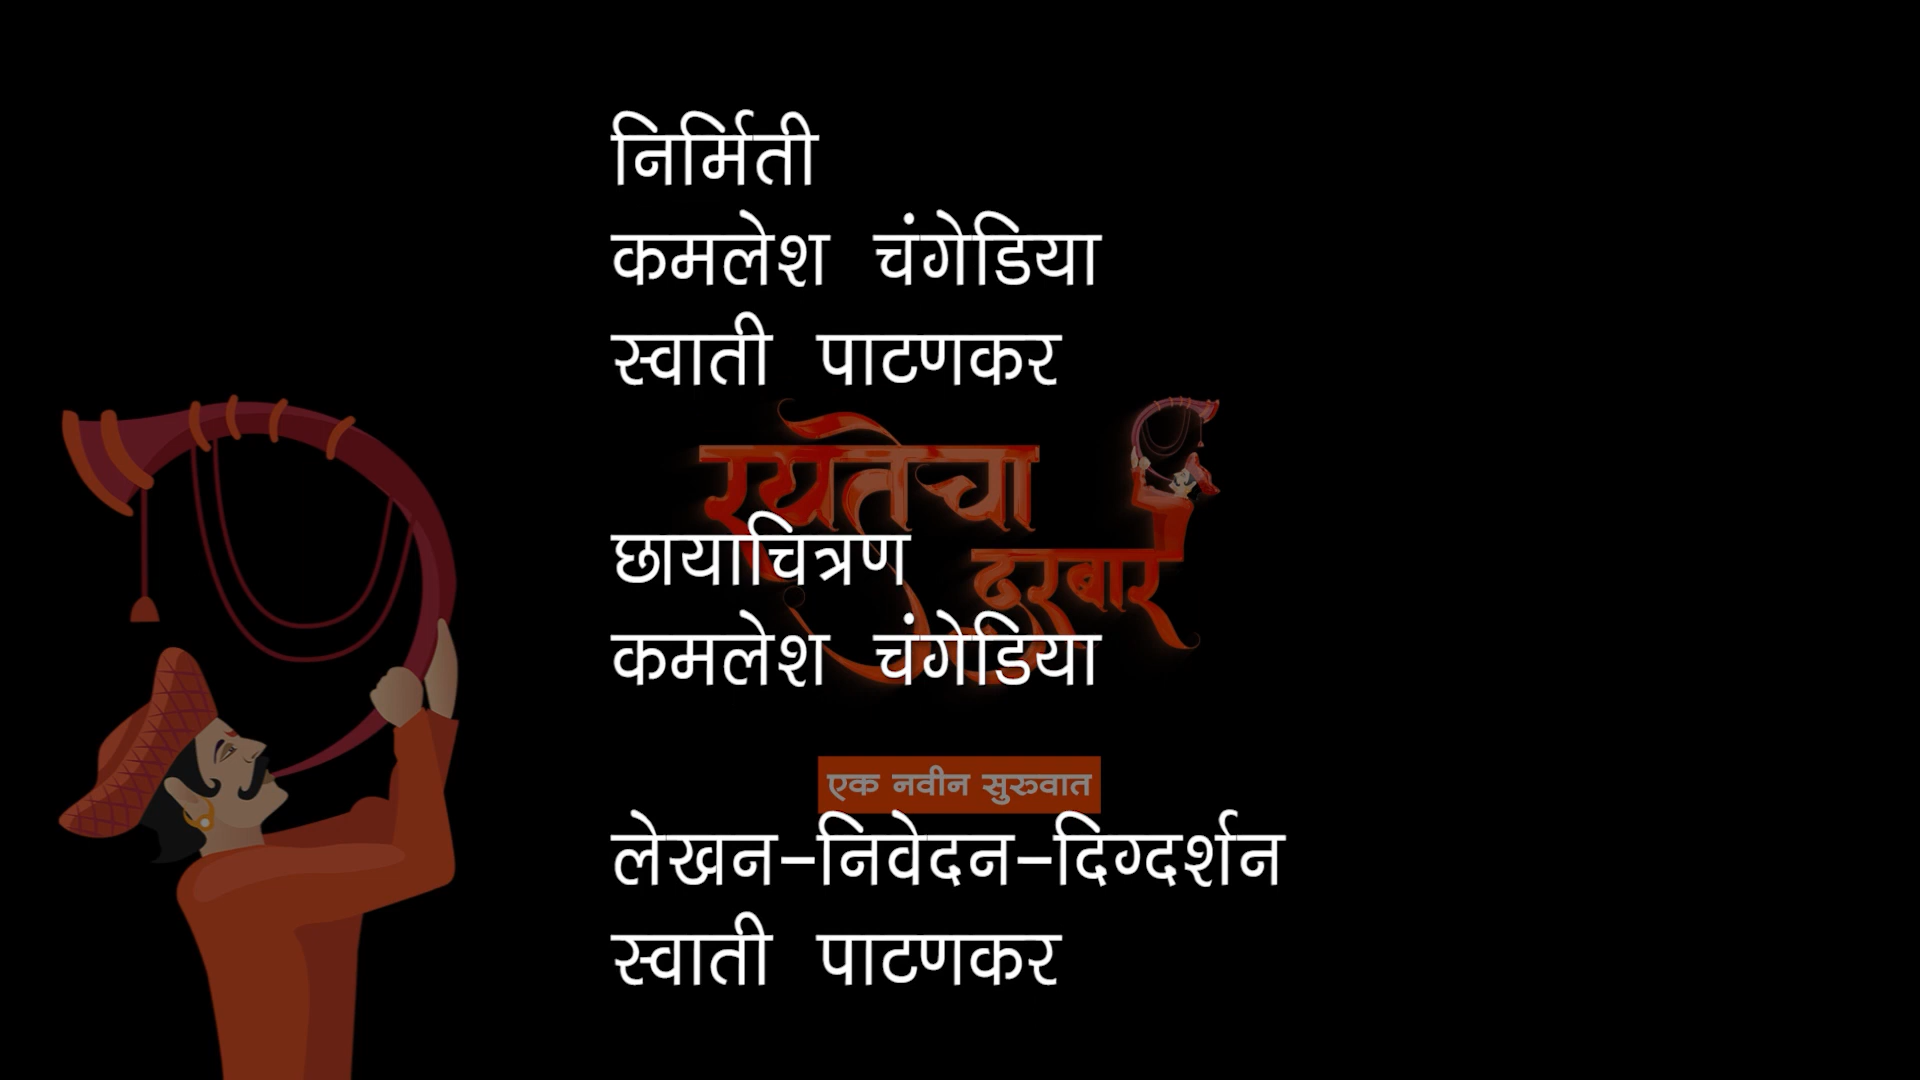 निर्मिती
कमलेश चंगेडिया
स्वाती पाटणकर
रयतेचा
दरबार
छायाचित्रण
कमलेश चंगेडिया
एक नवीन सुरुवात
लेखन-निवेदन-दिग्दर्शन
स्वाती पाटणकर